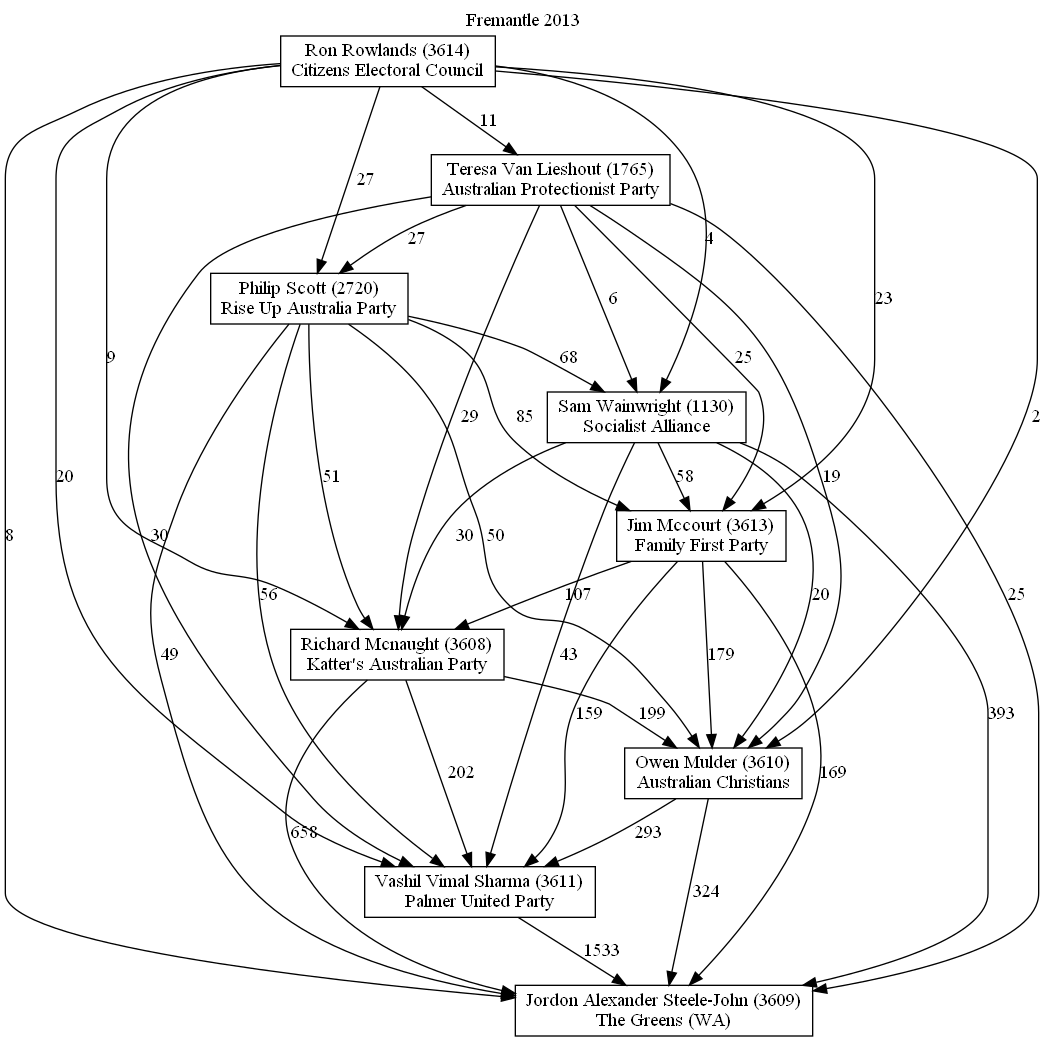 Fremantle 2013
Ron Rowlands (3614)
Citizens Electoral Council
11
Teresa Van Lieshout (1765)
Australian Protectionist Party
27
27
4
Philip Scott (2720)
Rise Up Australia Party
6
23
9
68
25
Sam Wainwright (1130)
Socialist Alliance
29
85
2
20
51
58
19
Jim Mccourt (3613)
Family First Party
8
30
30
50
56
107
20
25
Richard Mcnaught (3608)
Katter's Australian Party
49
43
179
159
199
393
Owen Mulder (3610)
Australian Christians
202
169
658
293
Vashil Vimal Sharma (3611)
Palmer United Party
324
1533
Jordon Alexander Steele-John (3609)
The Greens (WA)